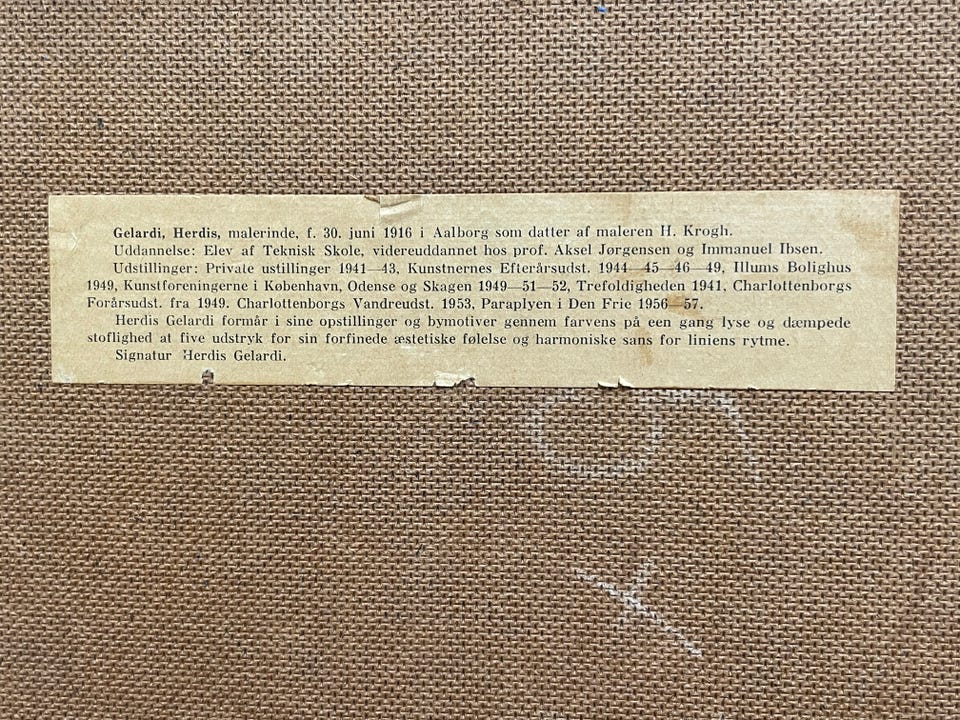 Gelardi, Herdis, malerinde, f. 30. juni 1916 i Aalborg som datter af maleren H. Krogh.
Uddannelse: Elev af Teknisk Skole, videreuddannet hos prof. Aksel Jørgensen og Immanuel Ibsen.
Udstillinger: Private ustillinger 1941—43, Kunstnernes Efterårsudst. 1944—45—46—49, Illums Bolighus
1949, Kunstforeningerne i København, Odense og Skagen 1949—51—52, Trefoldigheden 1941, Charlottenborgs
Forårsudst. fra 1949. Charlottenborgs Vandreudst. 1953, Paraplyen i Den Frie 1956—57.
Herdis Gelardi formår i sine opstillinger og bymotiver gennem farvens på een gang lyse og dæmpede
stoflighed at five udstryk for sin forfinede æstetiske følelse og harmoniske sans for liniens rytme.
Signatur Herdis Gelardi.